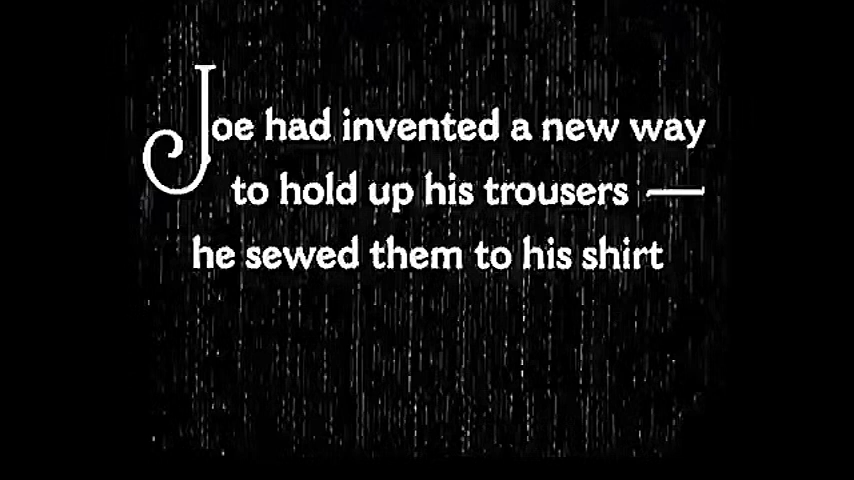 Joe had invented a new way
to hold up his trousers —
he sewed them to his shirt